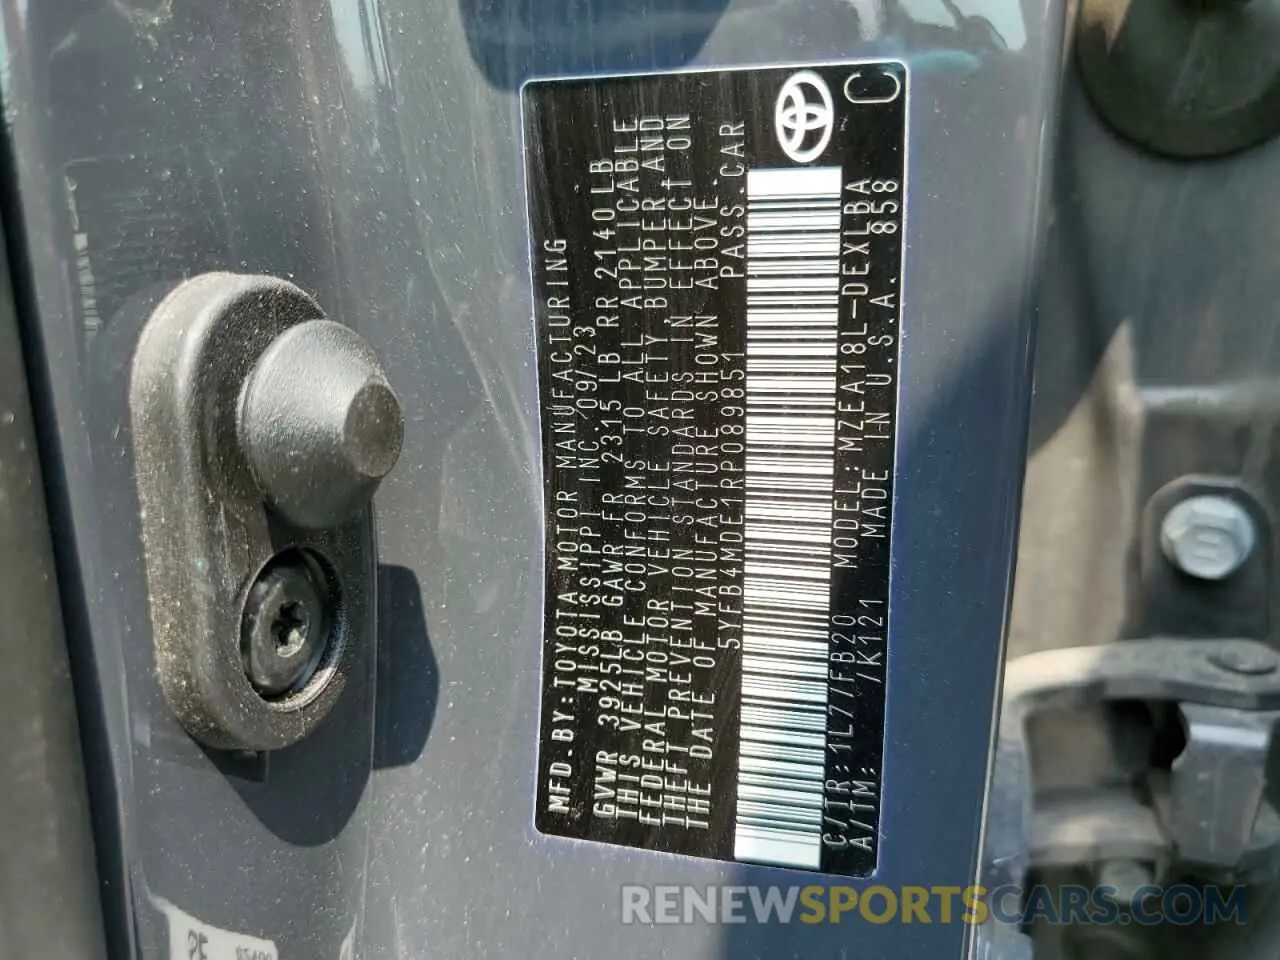 MFD.BY:TOYOTA MOTOR MANUFACTURING
MISSISSIPPI INC. 09/23
GVWR 3925LB GAWR FR 2315 LB RR 2140LB
THIS VEHICLE CONFORMS TO ALL APPLICABLE
FEDERAL MOTOR VEHICLE SAFETY, BUMPER AND
THEFT PREVENTION STANDARDS IN EFFECT ON
THE DATE OF MANUFACTURE SHOWN ABOVE.
5YFB4MDE1RP089851 PASS.CAR
C/TR:1L7/FB20 MODEL:MZEA18L-DEXLBA
A/TM: /K121 MADE IN U.S.A. 858
C
RENEWSPORTSCARS.COM